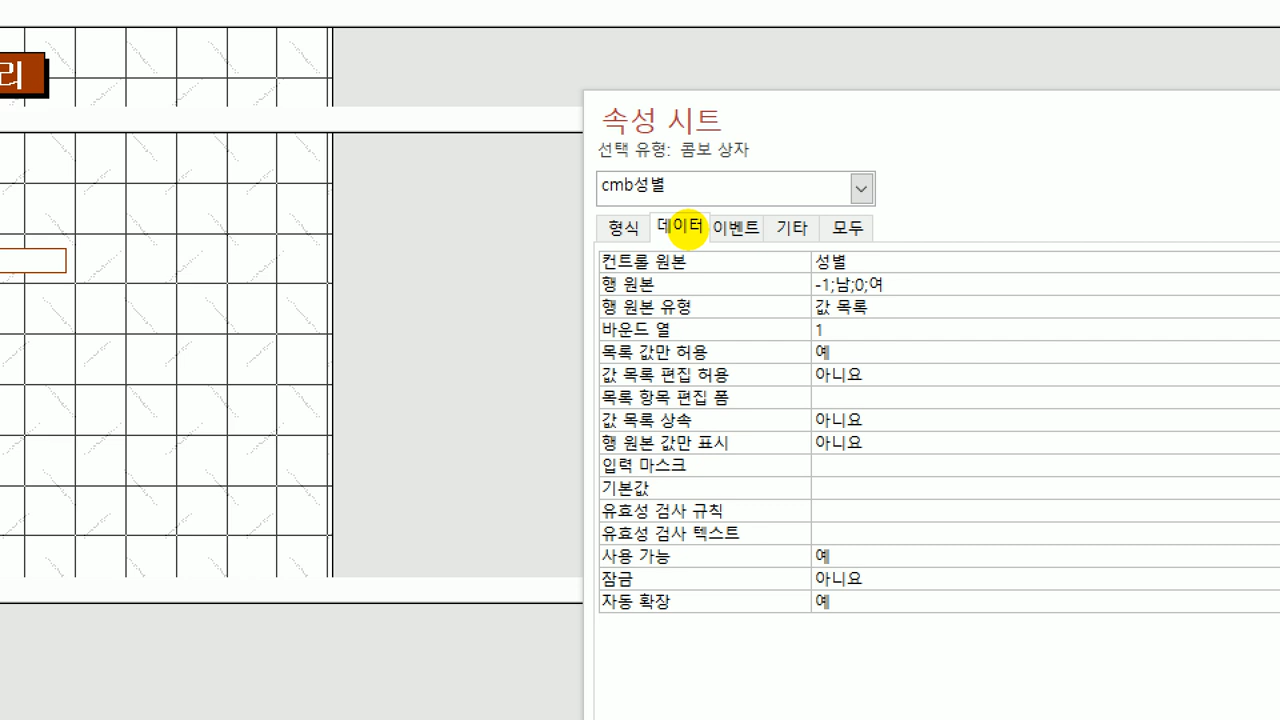 리
속성 시트
선택 유형: 콤보 상자
cmb성별
형식 데이터 이벤트 기타 모두
컨트롤 원본 성별
행 원본 -1;남;0;여
행 원본 유형 값 목록
바운드 열 1
목록 값만 허용 예
값 목록 편집 허용 아니요
목록 항목 편집 폼
값 목록 상속 아니요
행 원본 값만 표시 아니요
입력 마스크
기본값
유효성 검사 규칙
유효성 검사 텍스트
사용 가능 예
잠금 아니요
자동 확장 예